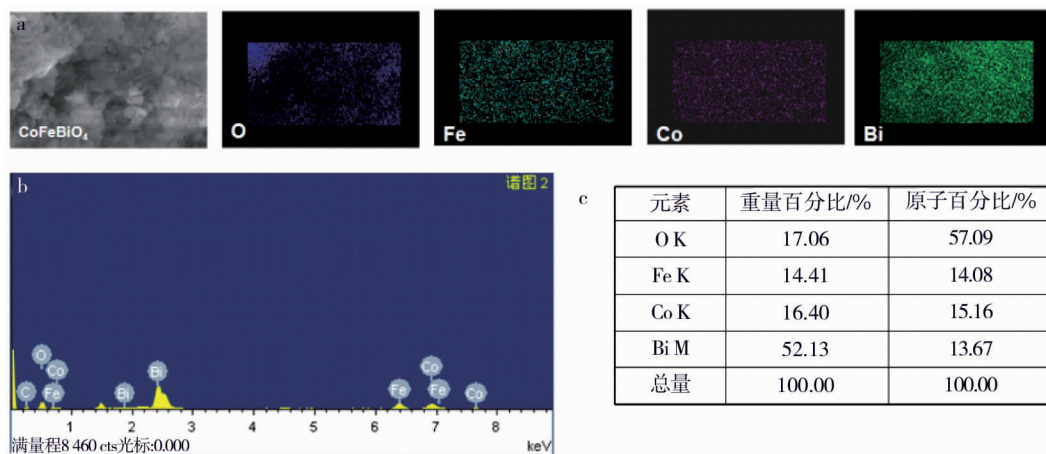 a
CoFeBiO₄
O
Fe
Co
Bi
b
谱图 2
O
Co
C
Fe
Bi
Bi
Fe
Co
Fe
Co
1 2 3 4 5 6 7 8
满量程8 460 cts光标:0.000 keV
c
元素 重量百分比/% 原子百分比/%
O K 17.06 57.09
Fe K 14.41 14.08
Co K 16.40 15.16
Bi M 52.13 13.67
总量 100.00 100.00